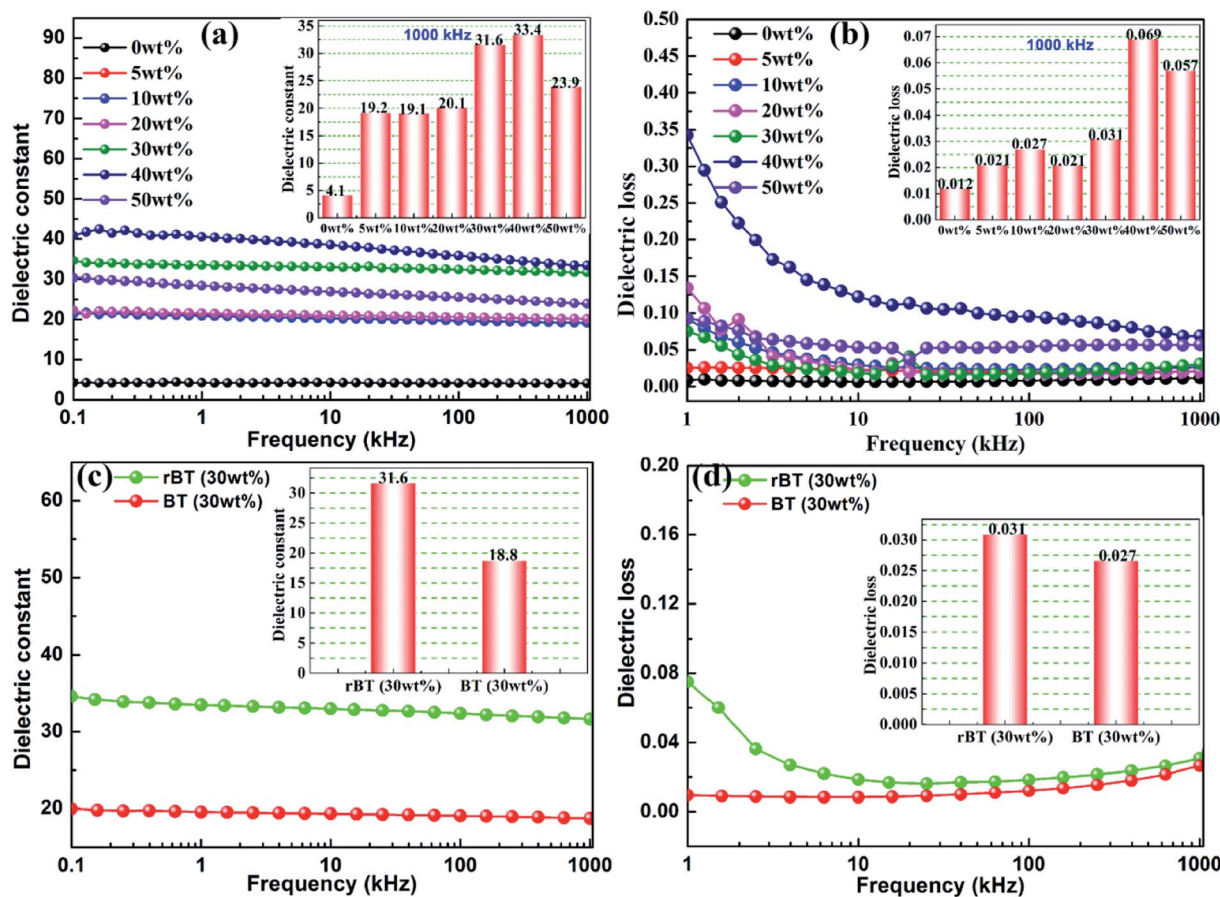 (a)
90
80
70
60
50
40
30
20
10
0
Dielectric constant
0wt%
5wt%
10wt%
20wt%
30wt%
40wt%
50wt%
0.1 1 10 100 1000
Frequency (kHz)
1000 kHz
35
30
25
20
15
10
5
0
Dielectric constant
4.1
19.2
19.1
20.1
31.6
33.4
23.9
0wt% 5wt% 10wt% 20wt% 30wt% 40wt% 50wt%
(b)
0.50
0.45
0.40
0.35
0.30
0.25
0.20
0.15
0.10
0.05
0.00
Dielectric loss
0wt%
5wt%
10wt%
20wt%
30wt%
40wt%
50wt%
1 10 100 1000
Frequency (kHz)
1000 kHz
0.07
0.06
0.05
0.04
0.03
0.02
0.01
0.00
Dielectric loss
0.012
0.021
0.027
0.021
0.031
0.069
0.057
0wt% 5wt% 10wt% 20wt% 30wt% 40wt% 50wt%
(c)
60
50
40
30
20
Dielectric constant
rBT (30wt%)
BT (30wt%)
0.1 1 10 100 1000
Frequency (kHz)
30
25
20
15
10
5
0
Dielectric constant
31.6
18.8
rBT (30wt%) BT (30wt%)
(d)
0.20
0.16
0.12
0.08
0.04
0.00
Dielectric loss
rBT (30wt%)
BT (30wt%)
1 10 100 1000
Frequency (kHz)
0.030
0.025
0.020
0.015
0.010
0.005
0.000
Dielectric loss
0.031
0.027
rBT (30wt%) BT (30wt%)